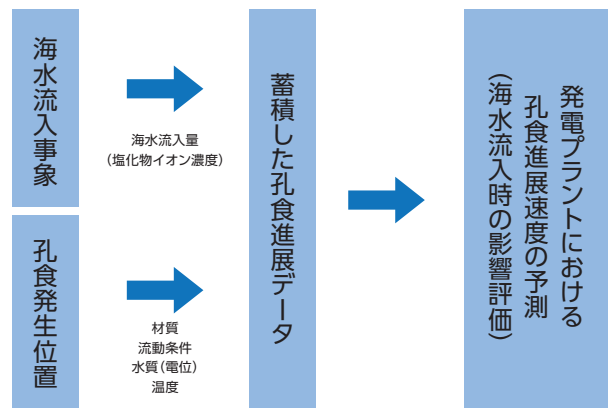 海水流入事象
海水流入量
（塩化物イオン濃度）
孔食発生位置
材質
流動条件
水質（電位）
温度
蓄積した孔食進展データ
発電プラントにおける
孔食進展速度の予測
（海水流入時の影響評価）